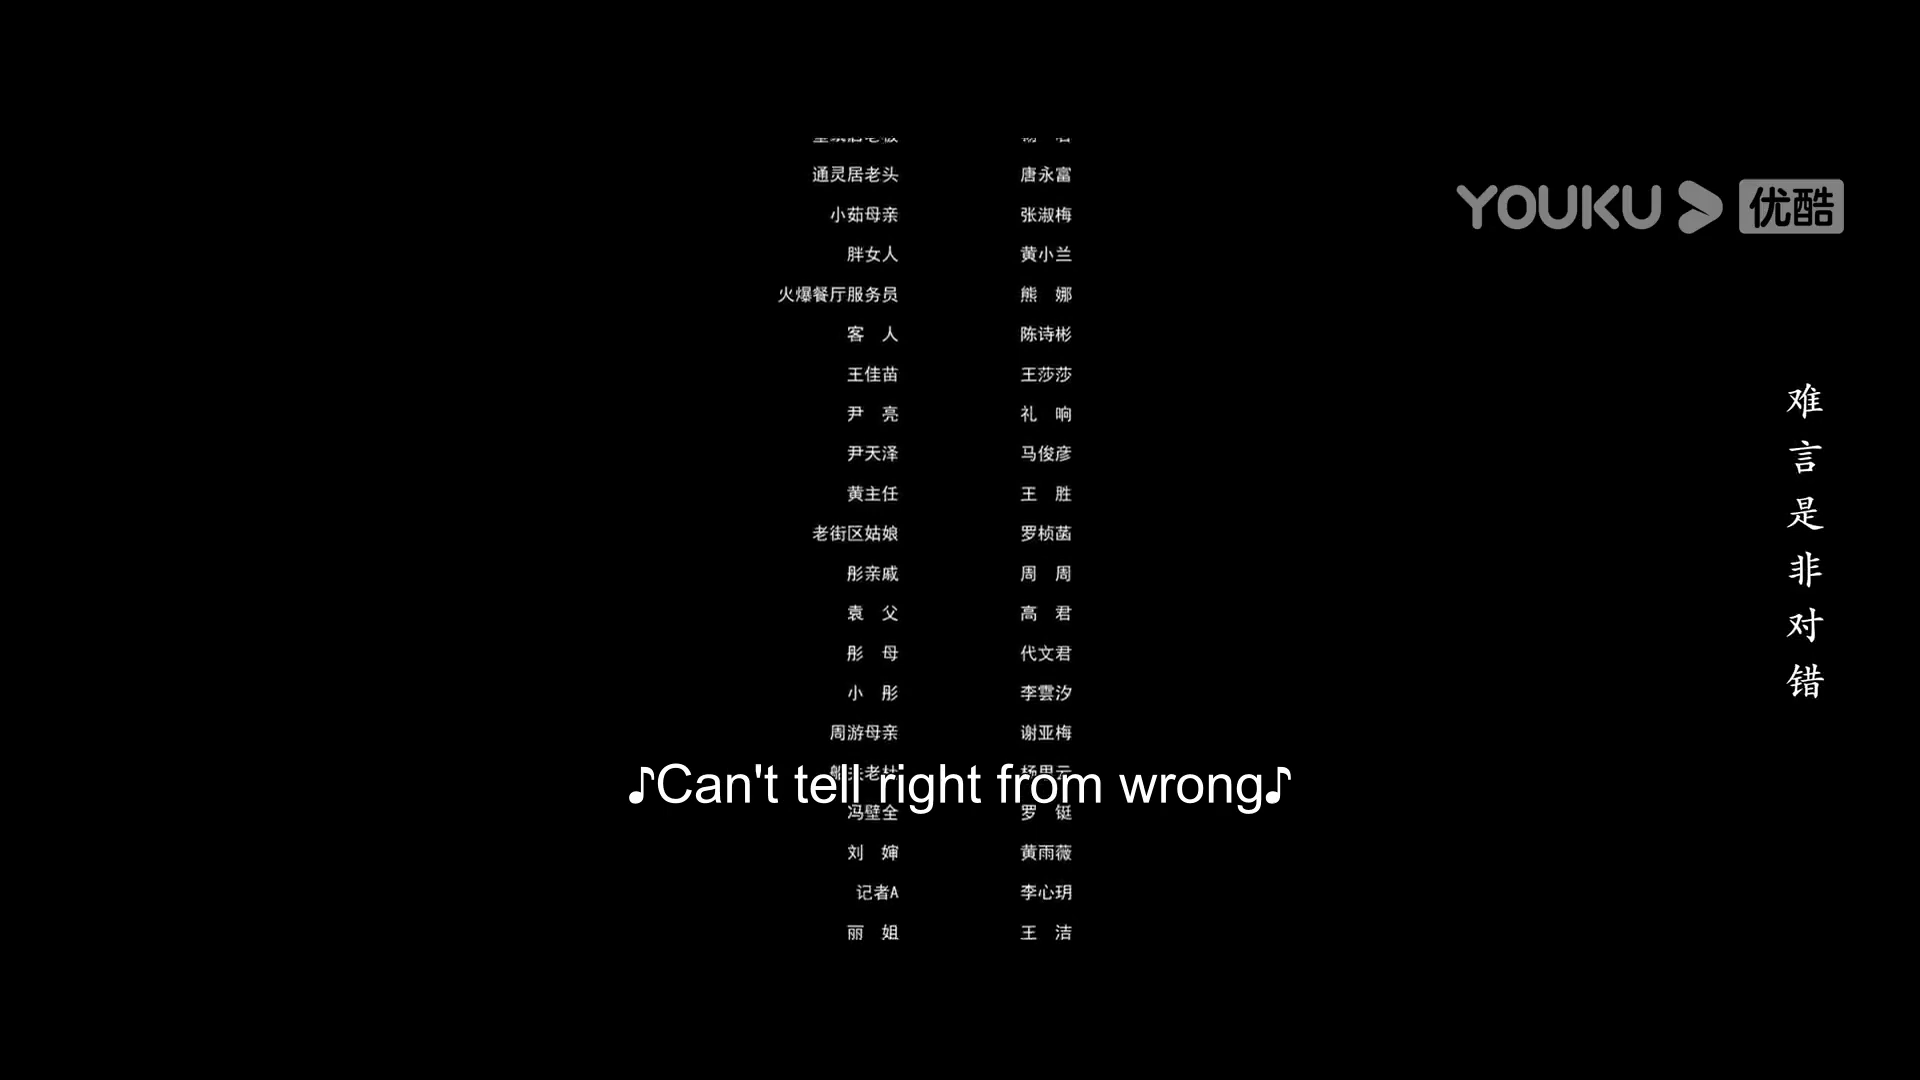 通灵居老头 唐永富
小茹母亲 张淑梅
胖女人 黄小兰
火爆餐厅服务员 熊 娜
客 人 陈诗彬
王佳苗 王莎莎
尹 亮 礼 响
尹天泽 马俊彦
黄主任 王 胜
老街区姑娘 罗桢菡
彤亲戚 周 周
袁 父 高 君
彤 母 代文君
小 彤 李雲汐
周游母亲 谢亚梅
♪Can't tell right from wrong♪
冯壁全 罗 铤
刘 婶 黄雨薇
记者A 李心玥
丽 姐 王 洁
YOUKU 优酷
难言是非对错